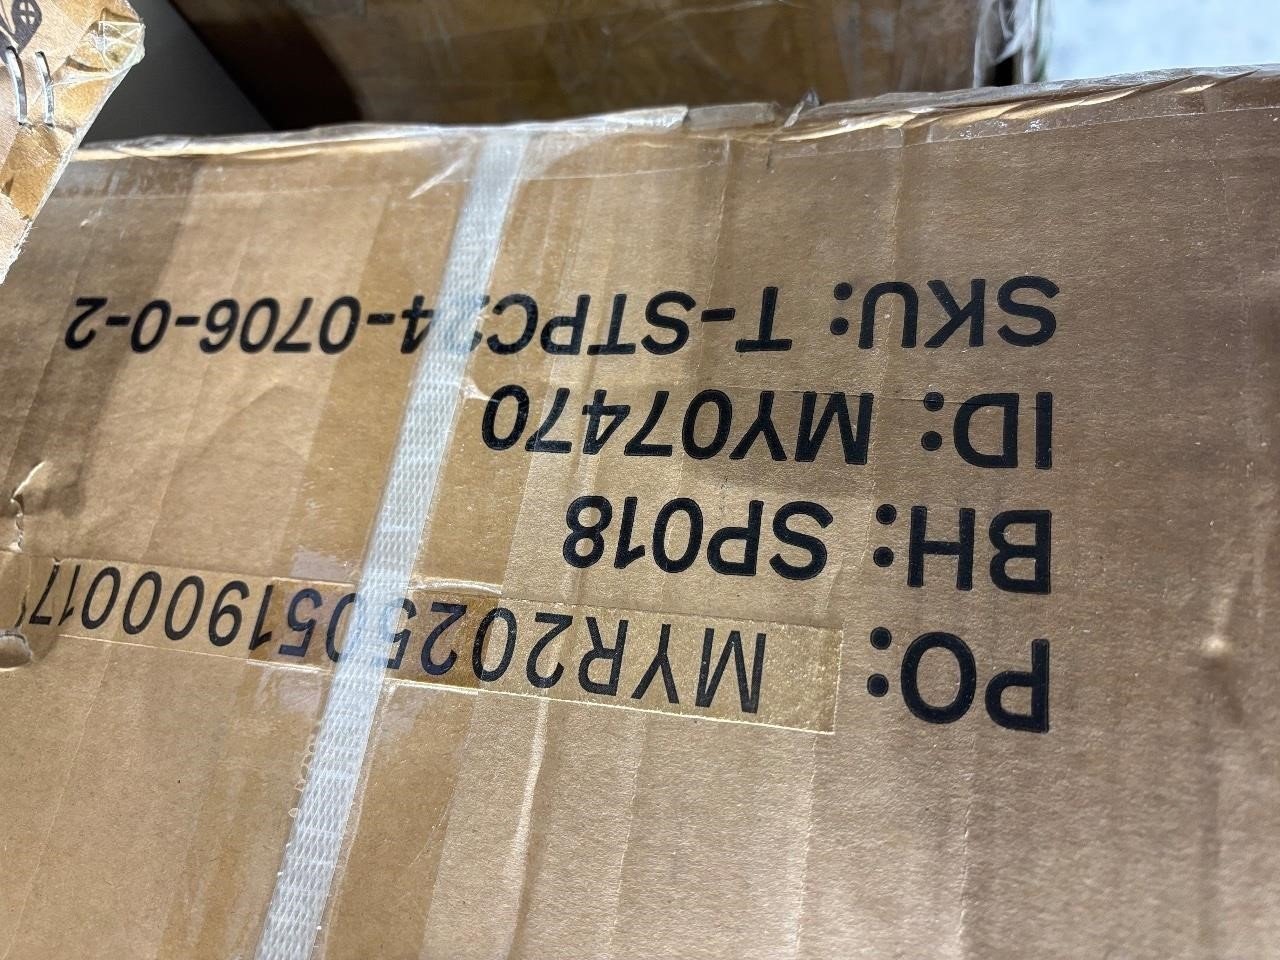 PO: MYR2025051900017
BH: SP018
ID: MY07470
SKU: T-STPC24-0706-0-2